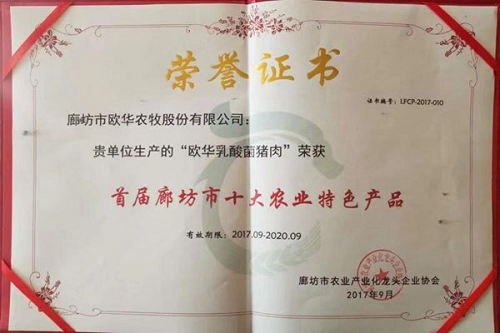 荣誉证书
证书编号：LFCP-2017-010
廊坊市欧华农牧股份有限公司：
贵单位生产的“欧华乳酸菌猪肉”荣获
首届廊坊市十大农业特色产品
有效期限：2017.09-2020.09
廊坊市农业产业化龙头企业协会
2017年9月